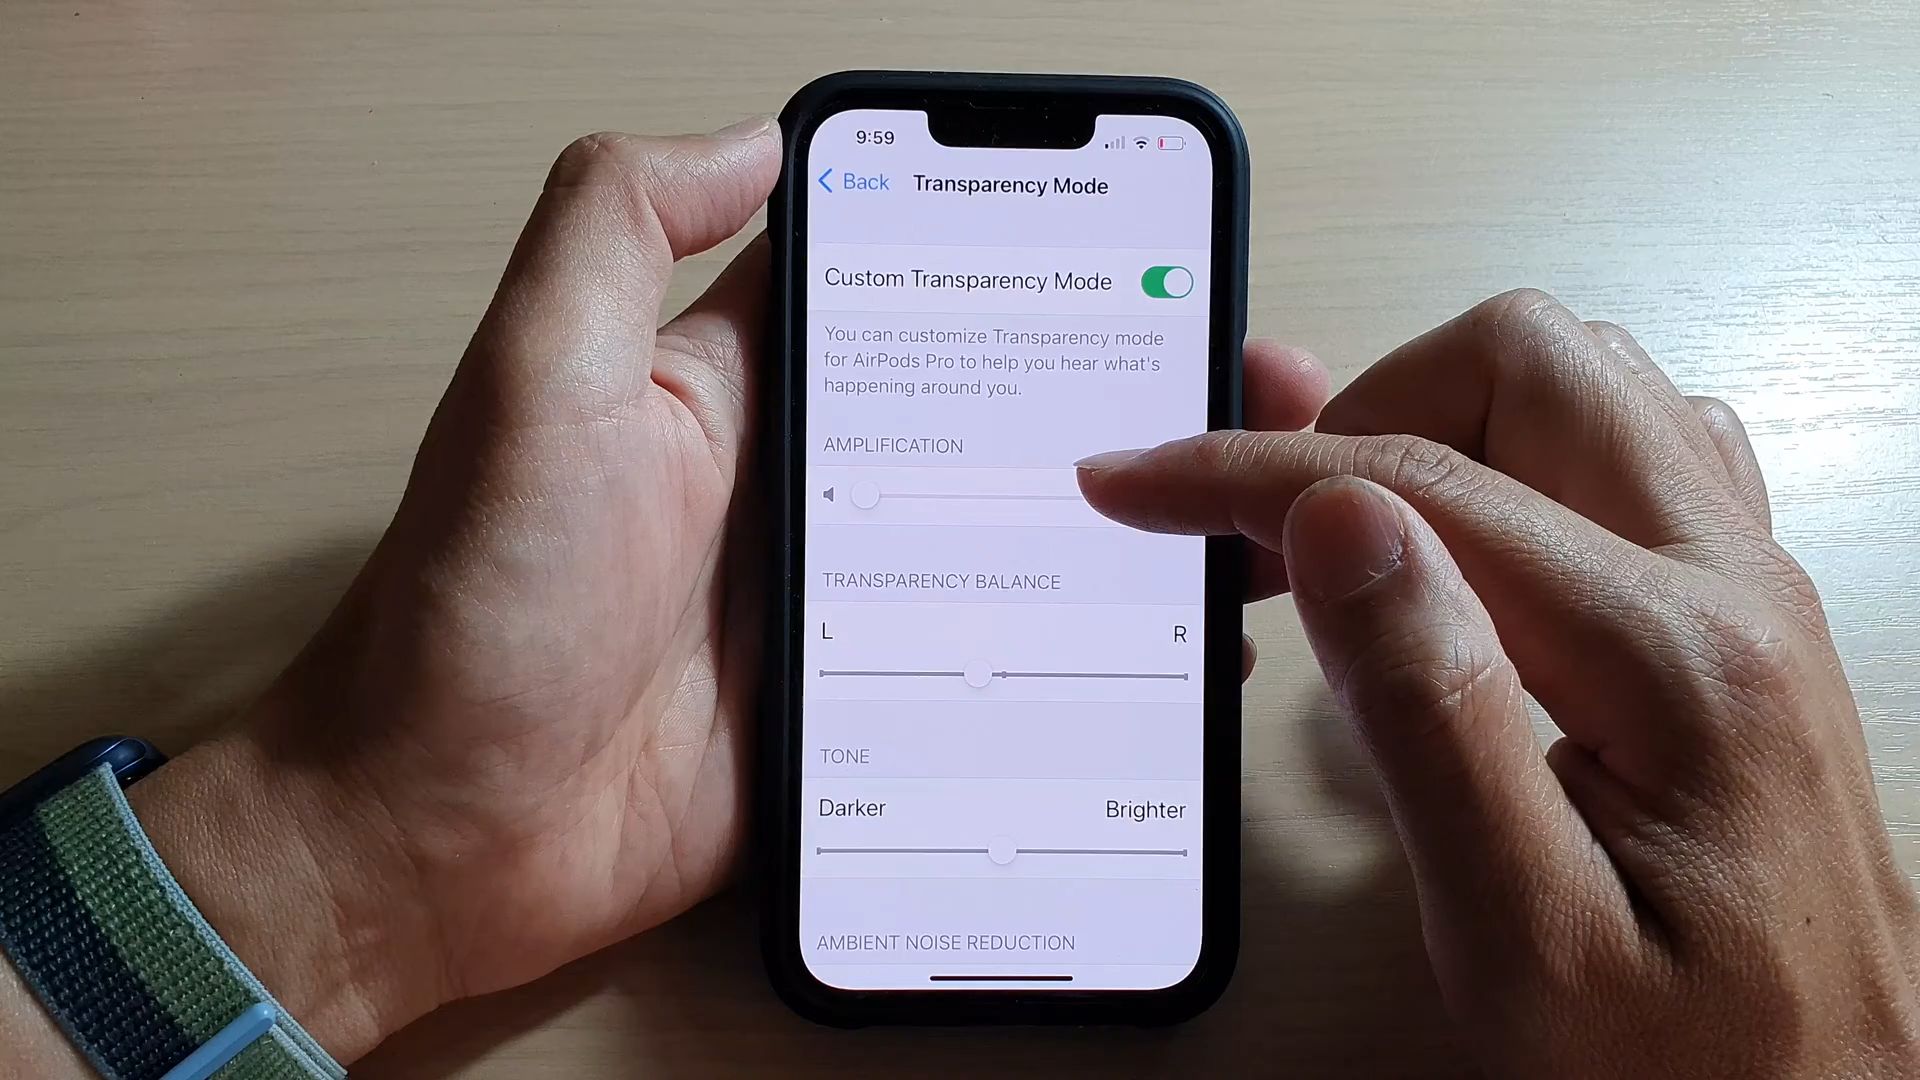 9:59
Back Transparency Mode
Custom Transparency Mode
You can customize Transparency mode
for AirPods Pro to help you hear what's
happening around you.
AMPLIFICATION
TRANSPARENCY BALANCE
L R
TONE
Darker Brighter
AMBIENT NOISE REDUCTION